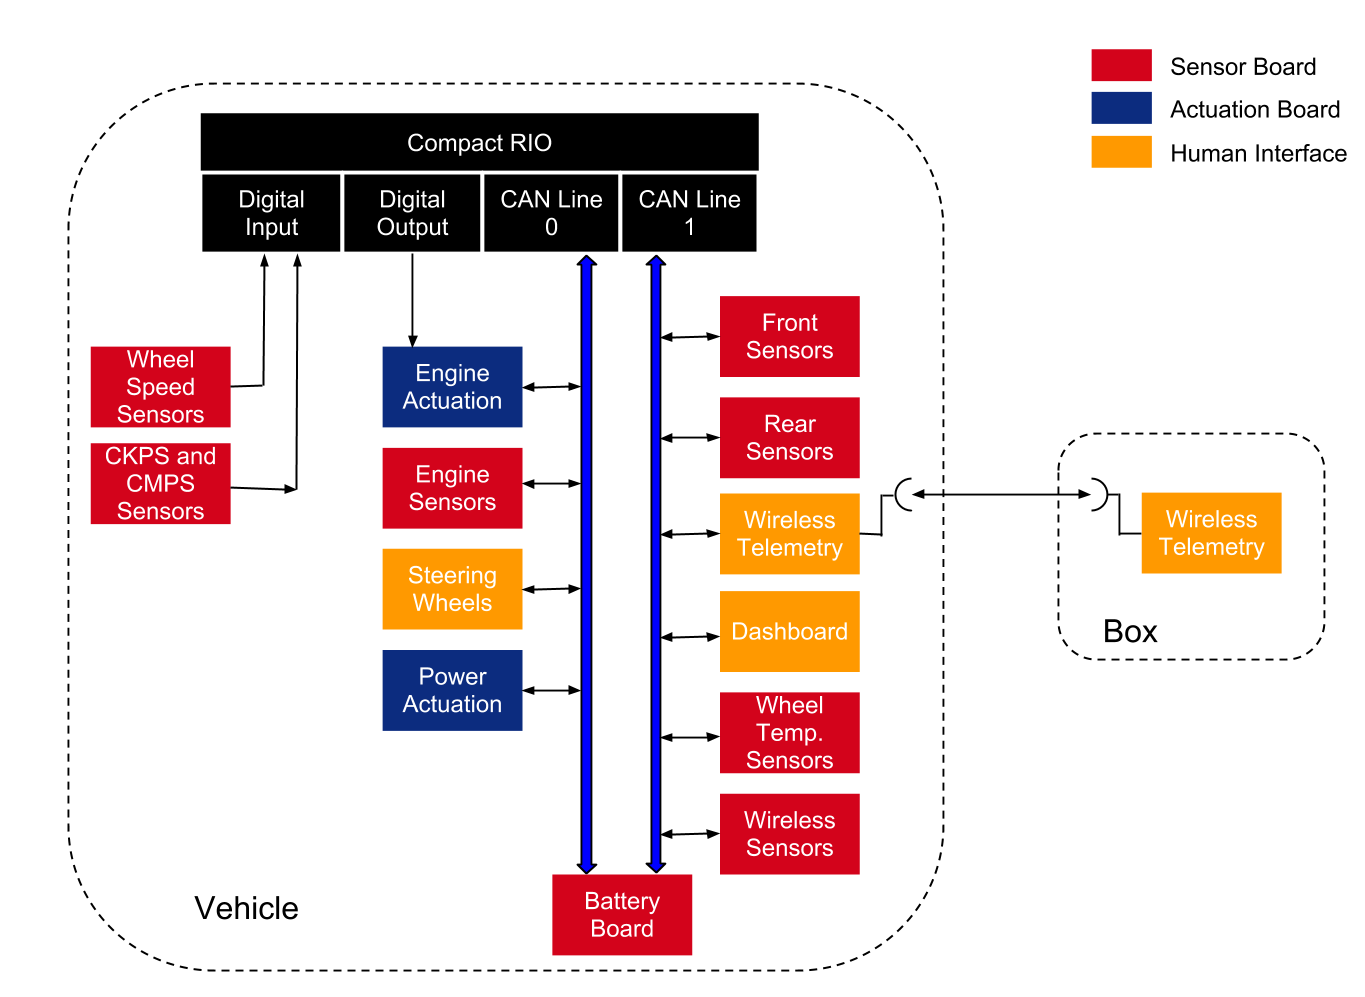 Sensor Board
Actuation Board
Human Interface
Compact RIO
Digital
Input
Digital
Output
CAN Line
0
CAN Line
1
Wheel
Speed
Sensors
CKPS and
CMPS
Sensors
Engine
Actuation
Engine
Sensors
Steering
Wheels
Power
Actuation
Front
Sensors
Rear
Sensors
Wireless
Telemetry
Dashboard
Wheel
Temp.
Sensors
Wireless
Sensors
Battery
Board
Vehicle
Wireless
Telemetry
Box